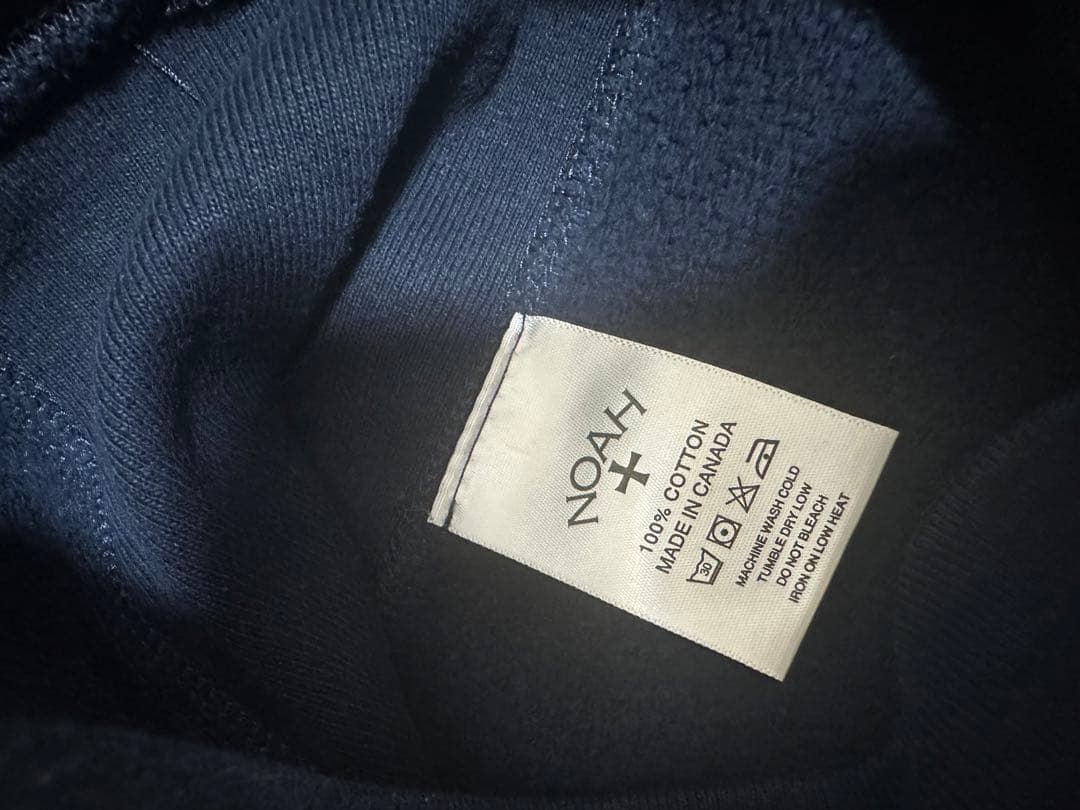 NOAH
100% COTTON
MADE IN CANADA
30
MACHINE WASH COLD
TUMBLE DRY LOW
DO NOT BLEACH
IRON ON LOW HEAT